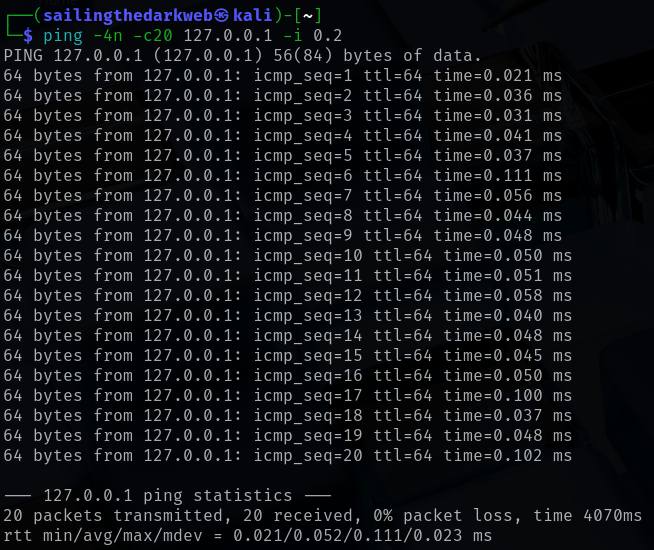 ┌──(sailingthedarkweb㉿kali)-[~]
└─$ ping -4n -c20 127.0.0.1 -i 0.2
PING 127.0.0.1 (127.0.0.1) 56(84) bytes of data.
64 bytes from 127.0.0.1: icmp_seq=1 ttl=64 time=0.021 ms
64 bytes from 127.0.0.1: icmp_seq=2 ttl=64 time=0.036 ms
64 bytes from 127.0.0.1: icmp_seq=3 ttl=64 time=0.031 ms
64 bytes from 127.0.0.1: icmp_seq=4 ttl=64 time=0.041 ms
64 bytes from 127.0.0.1: icmp_seq=5 ttl=64 time=0.037 ms
64 bytes from 127.0.0.1: icmp_seq=6 ttl=64 time=0.111 ms
64 bytes from 127.0.0.1: icmp_seq=7 ttl=64 time=0.056 ms
64 bytes from 127.0.0.1: icmp_seq=8 ttl=64 time=0.044 ms
64 bytes from 127.0.0.1: icmp_seq=9 ttl=64 time=0.048 ms
64 bytes from 127.0.0.1: icmp_seq=10 ttl=64 time=0.050 ms
64 bytes from 127.0.0.1: icmp_seq=11 ttl=64 time=0.051 ms
64 bytes from 127.0.0.1: icmp_seq=12 ttl=64 time=0.058 ms
64 bytes from 127.0.0.1: icmp_seq=13 ttl=64 time=0.040 ms
64 bytes from 127.0.0.1: icmp_seq=14 ttl=64 time=0.048 ms
64 bytes from 127.0.0.1: icmp_seq=15 ttl=64 time=0.045 ms
64 bytes from 127.0.0.1: icmp_seq=16 ttl=64 time=0.050 ms
64 bytes from 127.0.0.1: icmp_seq=17 ttl=64 time=0.100 ms
64 bytes from 127.0.0.1: icmp_seq=18 ttl=64 time=0.037 ms
64 bytes from 127.0.0.1: icmp_seq=19 ttl=64 time=0.048 ms
64 bytes from 127.0.0.1: icmp_seq=20 ttl=64 time=0.102 ms
--- 127.0.0.1 ping statistics ---
20 packets transmitted, 20 received, 0% packet loss, time 4070ms
rtt min/avg/max/mdev = 0.021/0.052/0.111/0.023 ms